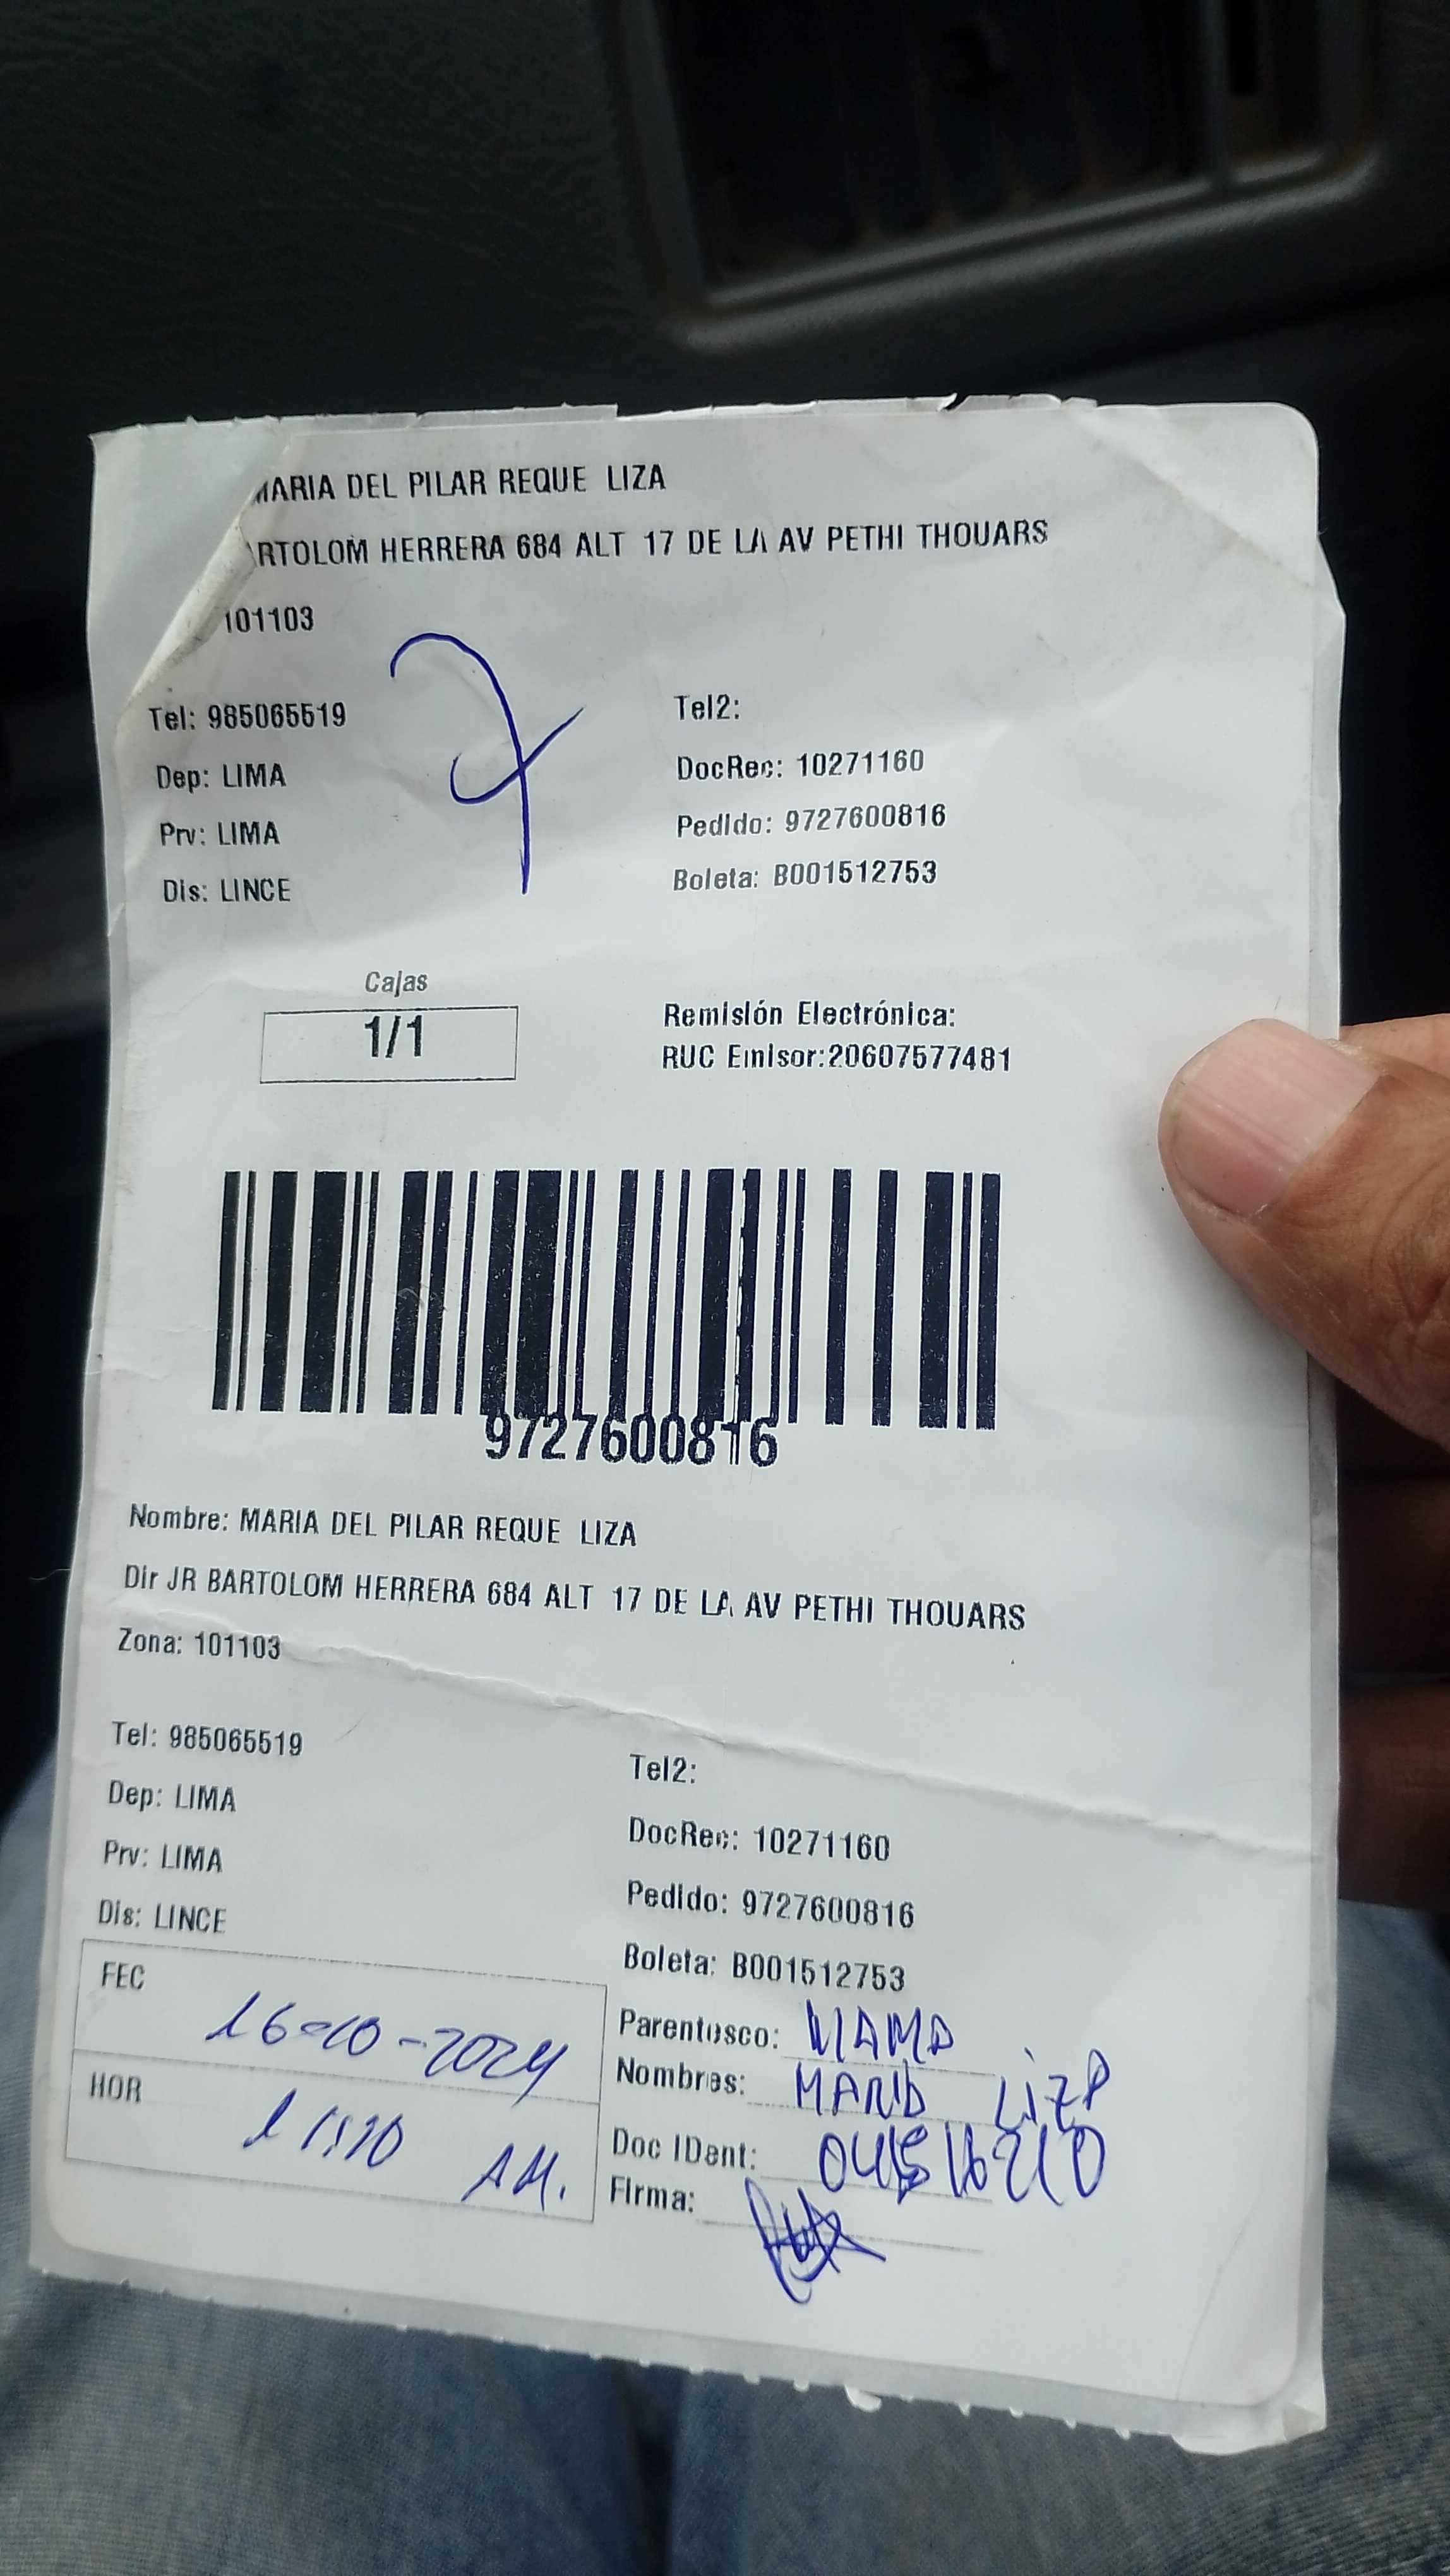 MARIA DEL PILAR REQUE LIZA
ARTOLOM HERRERA 684 ALT 17 DE LA AV PETHI THOUARS
101103
Tel: 985065519 Tel2:
Dep: LIMA DocRec: 10271160
Prv: LIMA Pedido: 9727600816
Dis: LINCE Boleta: B001512753
Cajas
1/1
Remisión Electrónica:
RUC Emisor:20607577481
9727600816
Nombre: MARIA DEL PILAR REQUE LIZA
Dir JR BARTOLOM HERRERA 684 ALT 17 DE LA AV PETHI THOUARS
Zona: 101103
Tel: 985065519 Tel2:
Dep: LIMA DocRec: 10271160
Prv: LIMA Pedido: 9727600816
Dis: LINCE Boleta: B001512753
FEC 16-10-2024
HOR AM.
Parentesco: MAMA
Nombres: MARIA LIZA
Doc IDent:
Firma: